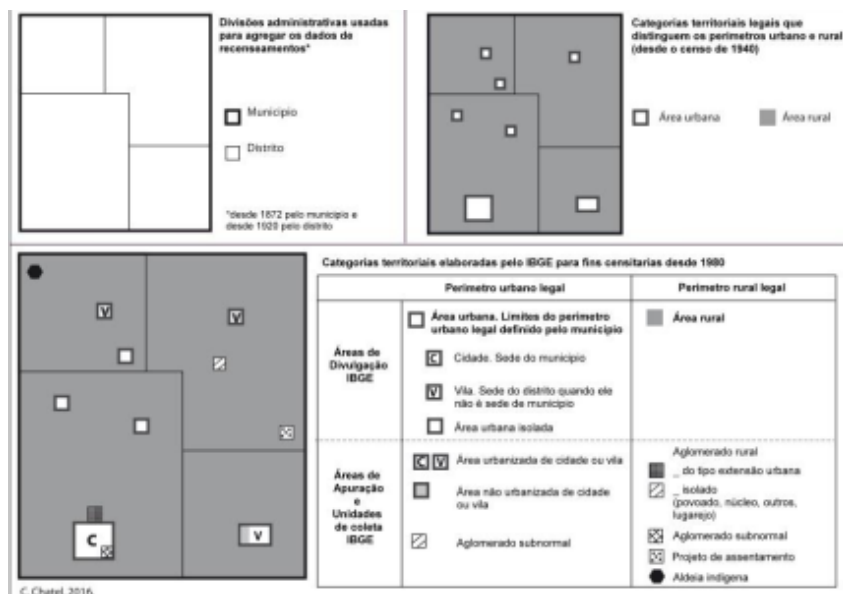 Divisões administrativas usadas
para agregar os dados de
recenseamentos*
Município
Distrito
*desde 1872 pelo município e
desde 1920 pelo distrito
Categorias territoriais legais que
distinguem os perímetros urbano e rural
(desde o censo de 1940)
Área urbana
Área rural
Categorias territoriais elaboradas pelo IBGE para fins censitarias desde 1980
Perímetro urbano legal
Perímetro rural legal
Áreas de
Divulgação
IBGE
Área urbana. Limites do perímetro
urbano legal definido pelo município
C
Cidade. Sede do município
V
Vila. Sede do distrito quando ele
não é sede de município
Área urbana isolada
Área rural
Áreas de
Apuração
e
Unidades
de coleta
IBGE
C V
Área urbanizada de cidade ou vila
Área não urbanizada de cidade
ou vila
Aglomerado subnormal
Aglomerado rural
_ do tipo extensão urbana
_ isolado
(povoado, núcleo, outros,
lugarejo)
Aglomerado subnormal
Projeto de assentamento
Aldeia indígena
V
V
C
V
C. Chatel, 2016.